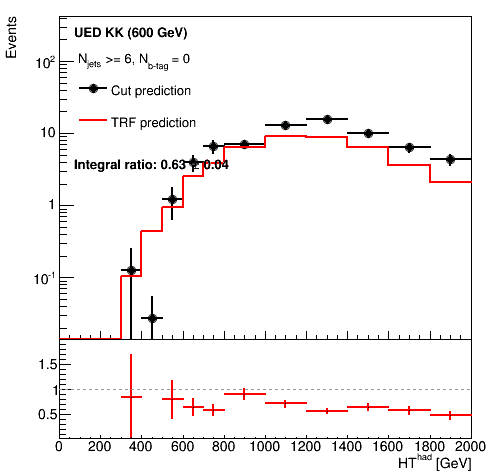 Events
UED KK (600 GeV)
N_jets >= 6, N_b-tag = 0
Cut prediction
TRF prediction
Integral ratio: 0.63 ± 0.04
10^2
10
1
10^-1
1.5
1
0.5
0 200 400 600 800 1000 1200 1400 1600 1800 2000
HT^had [GeV]